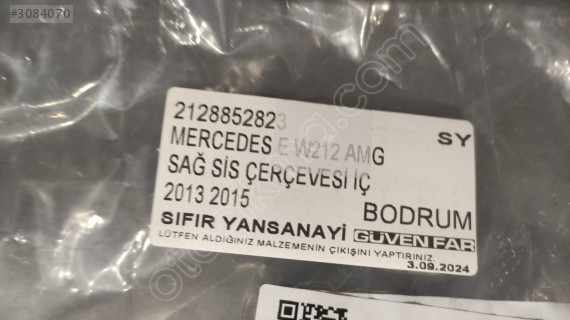 #3084070
2128852823
SY
MERCEDES E W212 AMG
SAĞ SİS ÇERÇEVESİ İÇ
2013 2015
BODRUM
SIFIR YANSANAYİ GÜVEN FAR
LÜTFEN ALDIĞINIZ MALZEMENİN ÇIKIŞINI YAPTIRINIZ.
3.09.2024